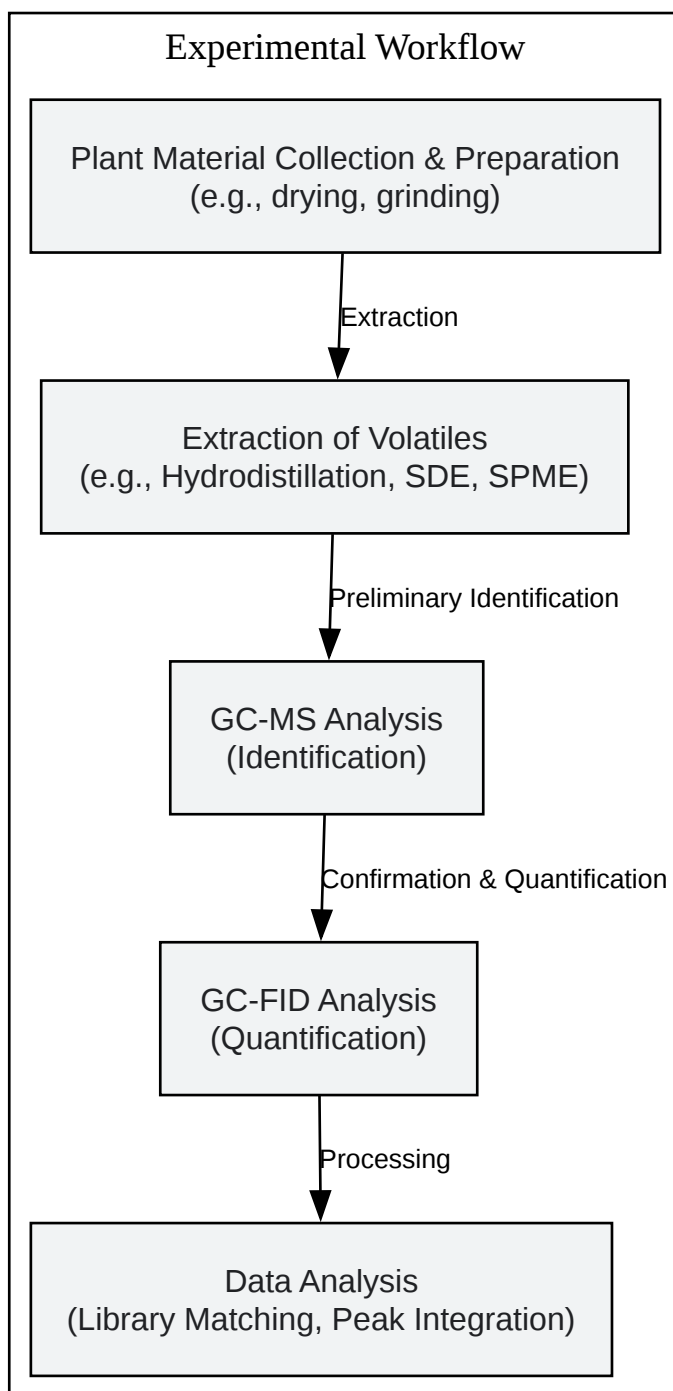 Experimental Workflow
Plant Material Collection & Preparation
(e.g., drying, grinding)
Extraction
Extraction of Volatiles
(e.g., Hydrodistillation, SDE, SPME)
Preliminary Identification
GC-MS Analysis
(Identification)
Confirmation & Quantification
GC-FID Analysis
(Quantification)
Processing
Data Analysis
(Library Matching, Peak Integration)